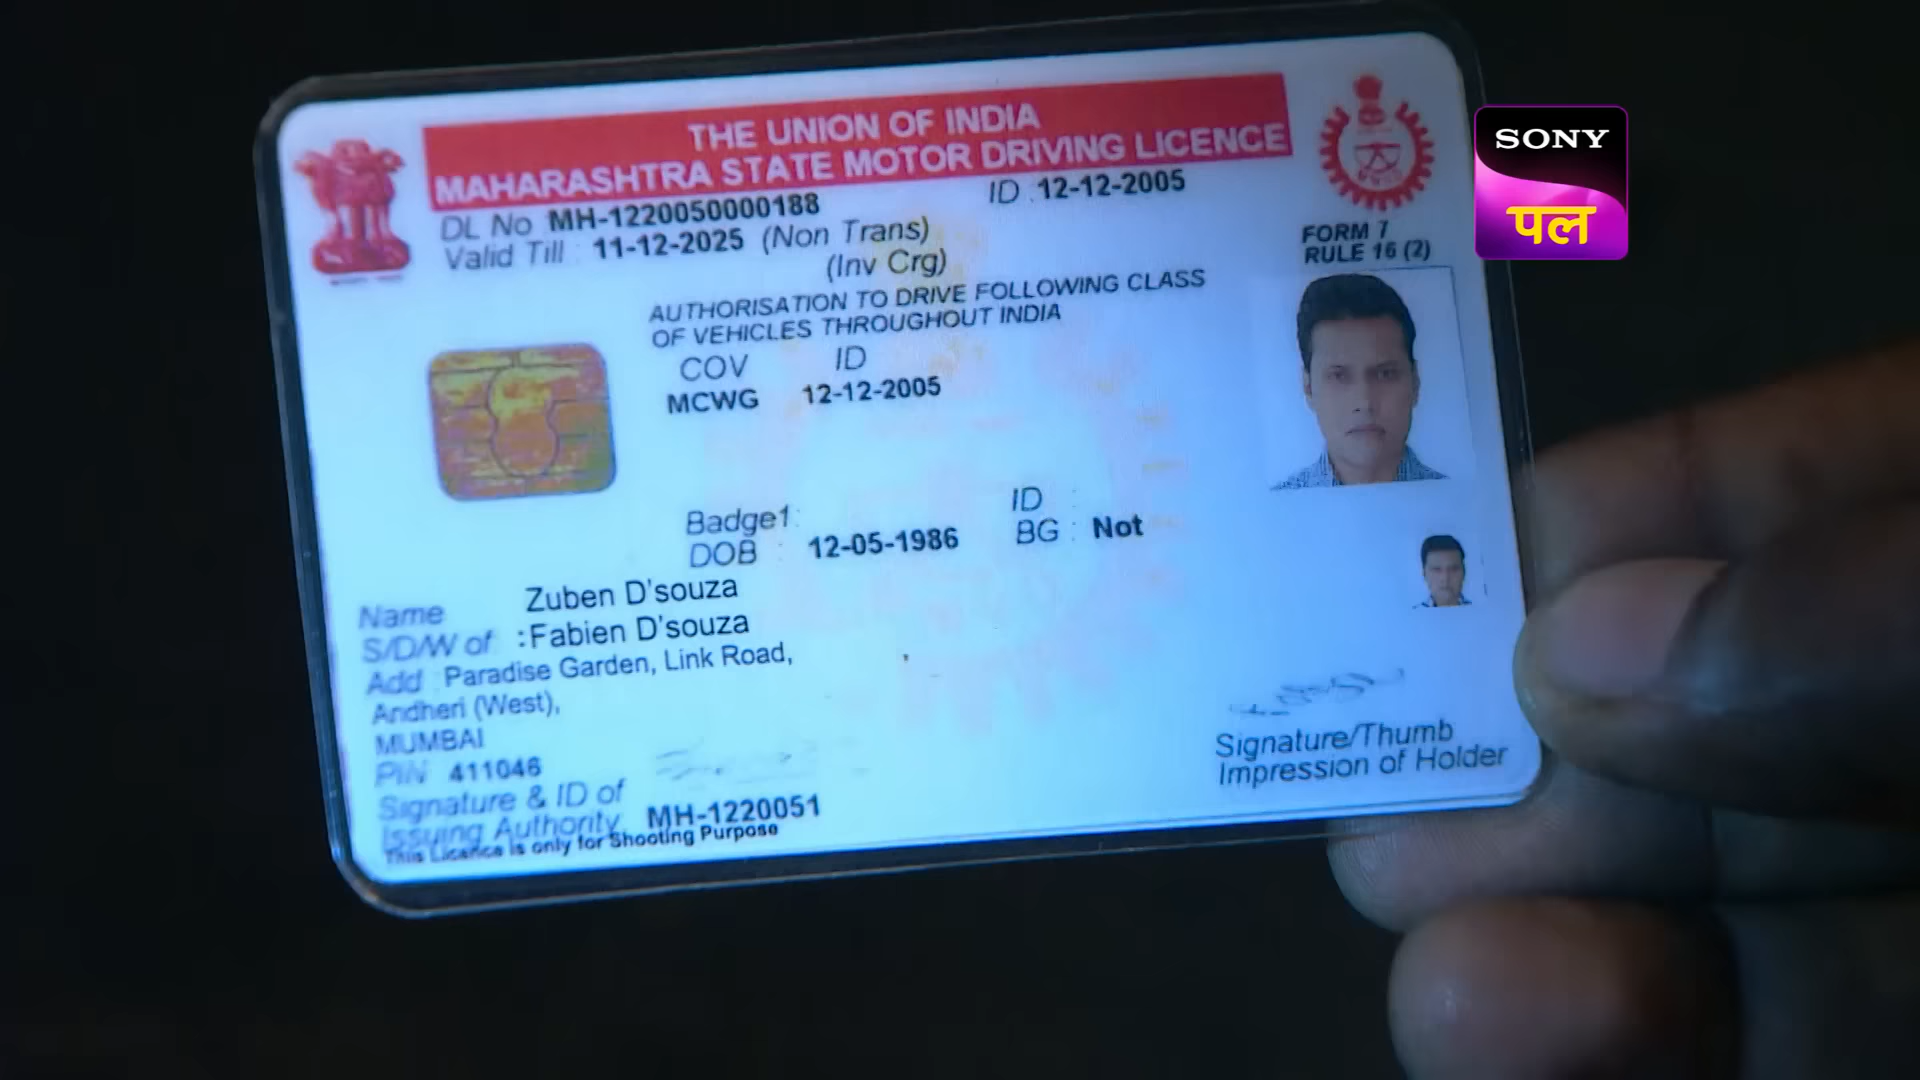 THE UNION OF INDIA
MAHARASHTRA STATE MOTOR DRIVING LICENCE
DL No MH-1220050000188 ID : 12-12-2005
Valid Till : 11-12-2025 (Non Trans)
(Inv Crg)
FORM 7
RULE 16 (2)
AUTHORISATION TO DRIVE FOLLOWING CLASS
OF VEHICLES THROUGHOUT INDIA
COV ID
MCWG 12-12-2005
Badge1: ID :
DOB : 12-05-1986 BG : Not
Name Zuben D'souza
S/D/W of :Fabien D'souza
Add : Paradise Garden, Link Road,
Andheri (West),
MUMBAI
PIN 411046
Signature & ID of
Issuing Authority MH-1220051
This Licence is only for Shooting Purpose
Signature/Thumb
Impression of Holder
SONY
पल